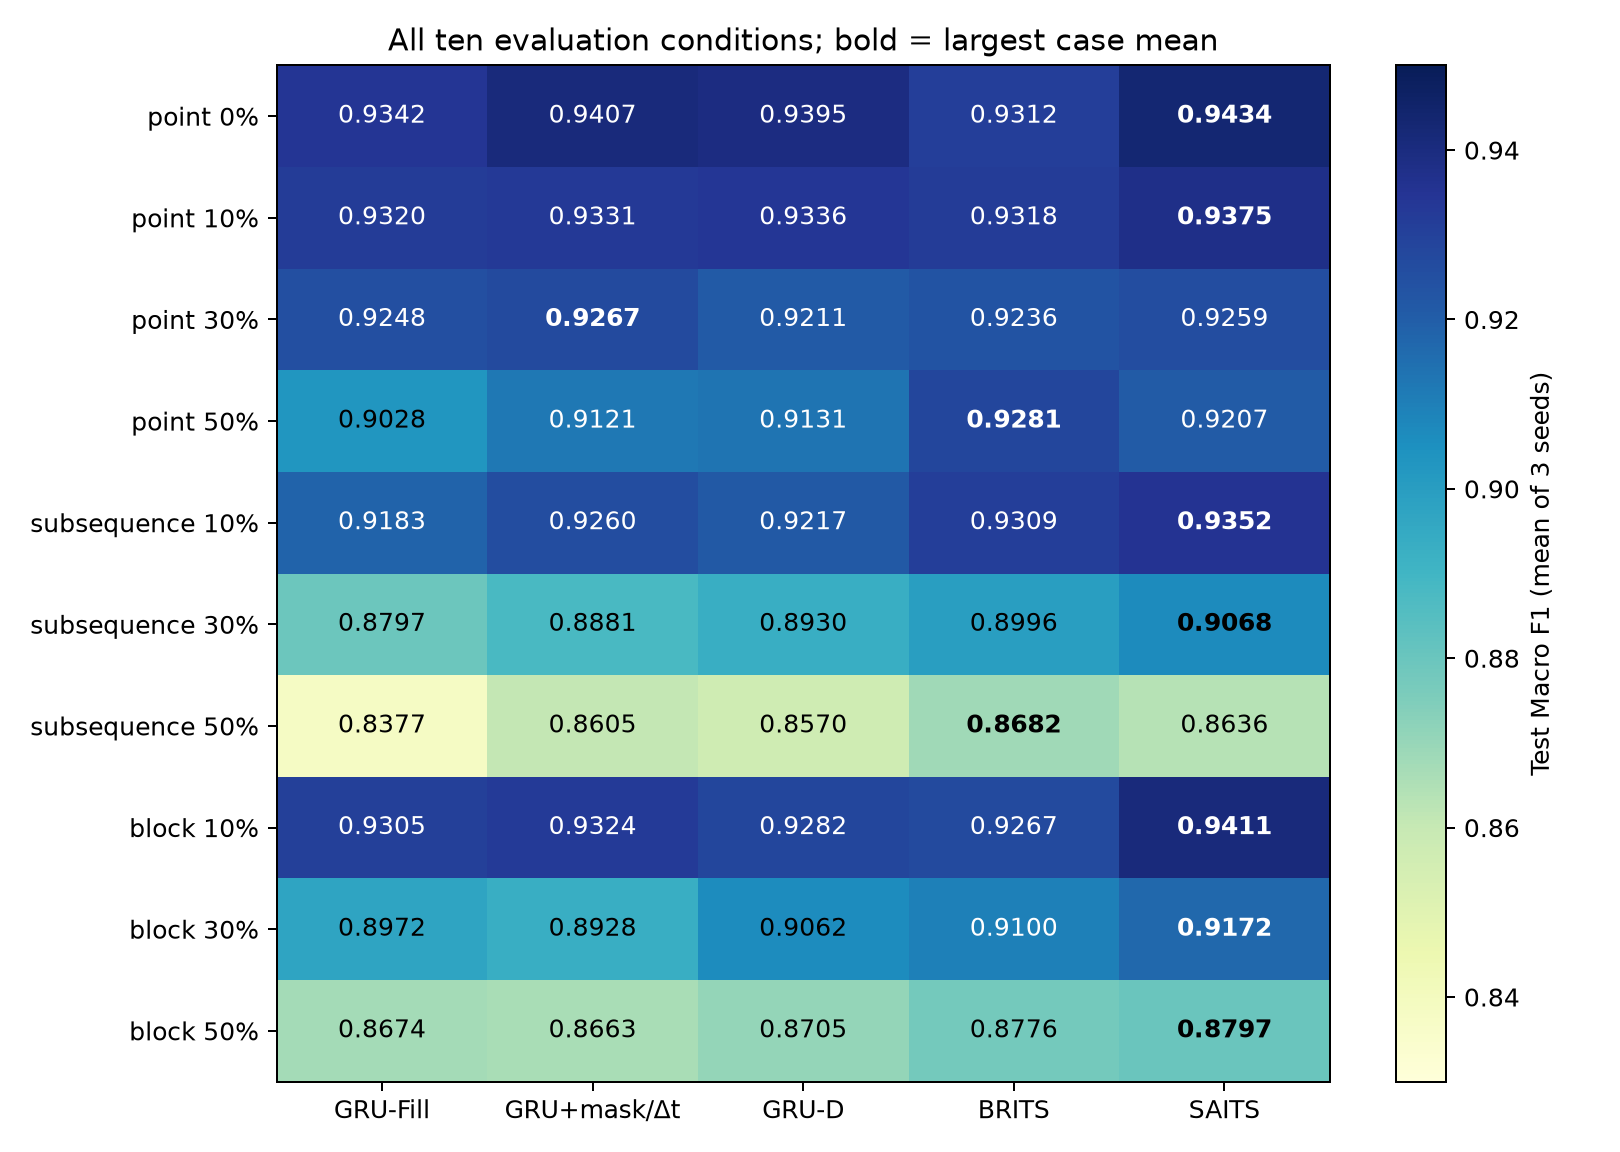 All ten evaluation conditions; bold = largest case mean
point 0% 0.9342 0.9407 0.9395 0.9312 0.9434
point 10% 0.9320 0.9331 0.9336 0.9318 0.9375
point 30% 0.9248 0.9267 0.9211 0.9236 0.9259
point 50% 0.9028 0.9121 0.9131 0.9281 0.9207
subsequence 10% 0.9183 0.9260 0.9217 0.9309 0.9352
subsequence 30% 0.8797 0.8881 0.8930 0.8996 0.9068
subsequence 50% 0.8377 0.8605 0.8570 0.8682 0.8636
block 10% 0.9305 0.9324 0.9282 0.9267 0.9411
block 30% 0.8972 0.8928 0.9062 0.9100 0.9172
block 50% 0.8674 0.8663 0.8705 0.8776 0.8797
GRU-Fill GRU+mask/Δt GRU-D BRITS SAITS
0.94
0.92
0.90
0.88
0.86
0.84
Test Macro F1 (mean of 3 seeds)